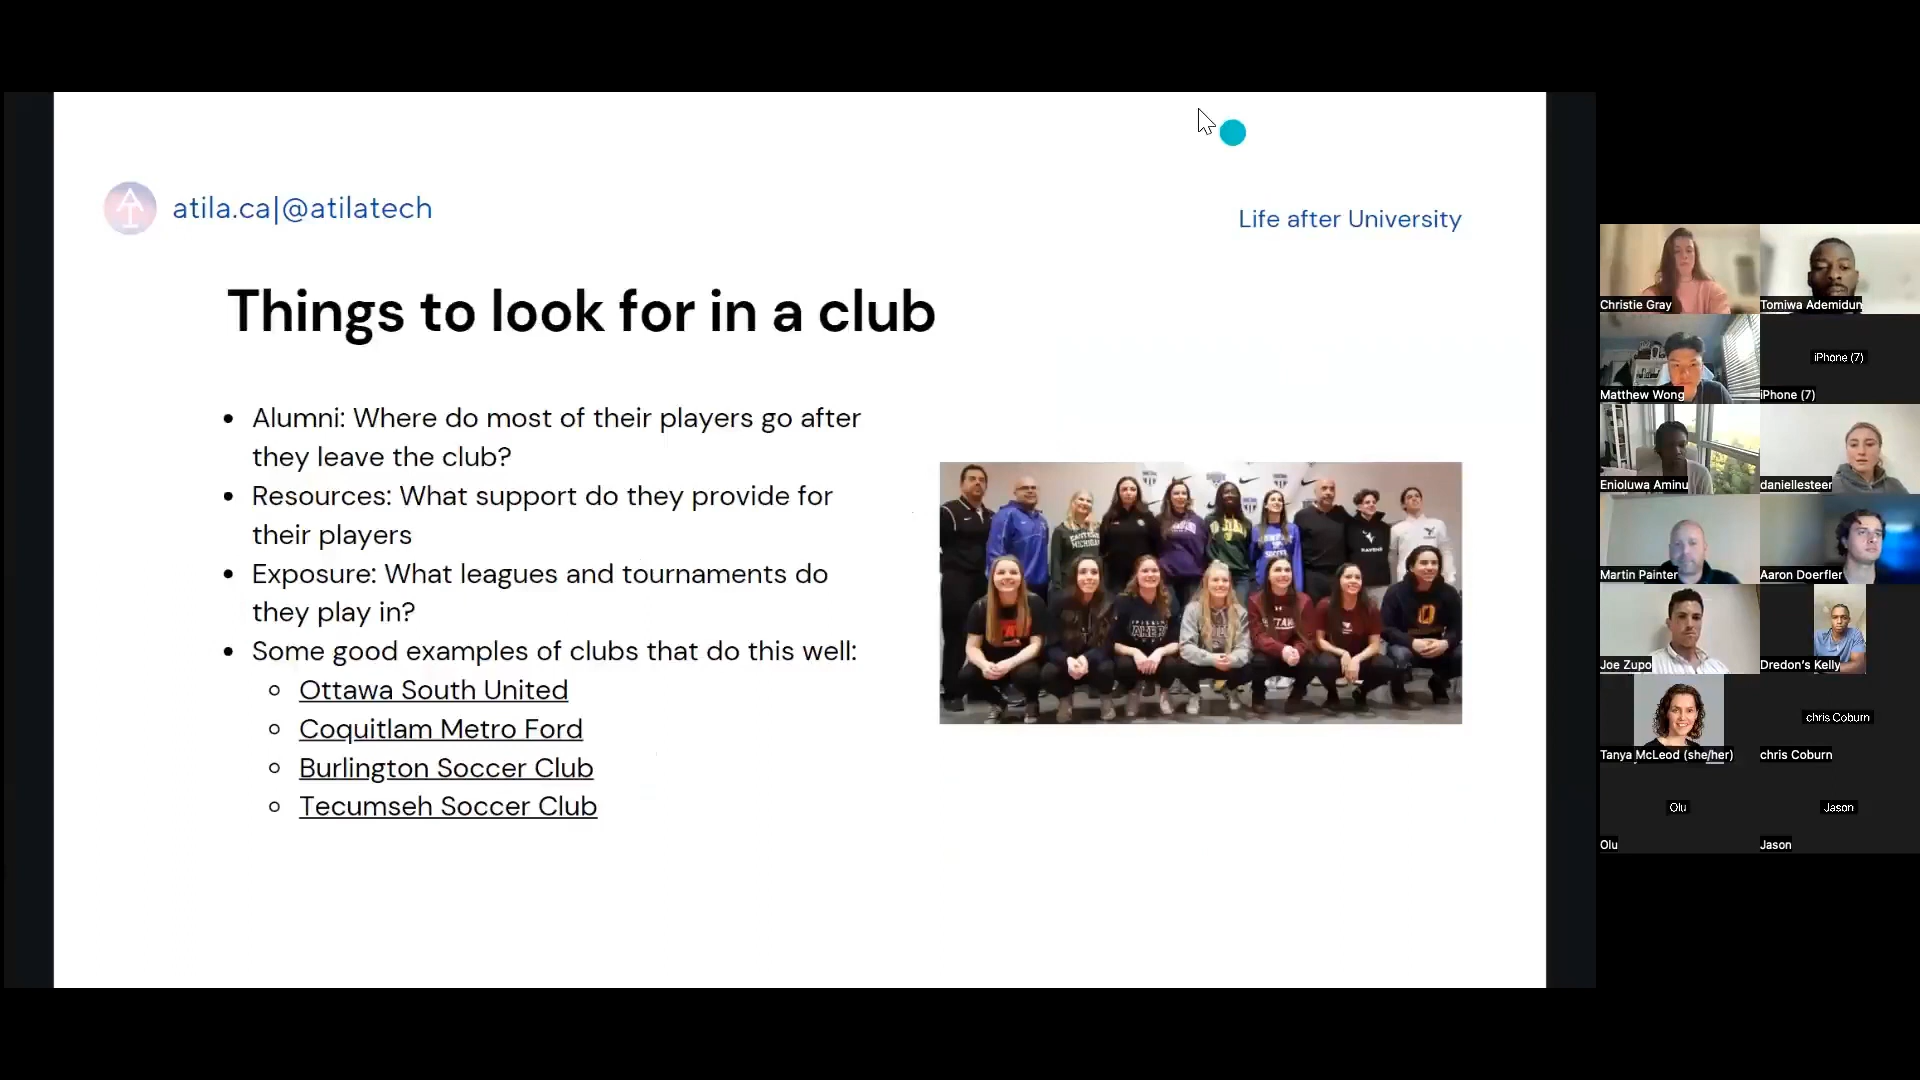 atila.ca|@atilatech
Life after University
Things to look for in a club
• Alumni: Where do most of their players go after
they leave the club?
• Resources: What support do they provide for
their players
• Exposure: What leagues and tournaments do
they play in?
• Some good examples of clubs that do this well:
◦ Ottawa South United
◦ Coquitlam Metro Ford
◦ Burlington Soccer Club
◦ Tecumseh Soccer Club
RAVENS
Christie Gray
Tomiwa Ademidun
Matthew Wong
iPhone (7)
iPhone (7)
Enioluwa Aminu
daniellesteer
Martin Painter
Aaron Doerfler
Joe Zupo
Dredon's Kelly
Tanya McLeod (she/her)
chris Coburn
chris Coburn
Olu
Olu
Jason
Jason